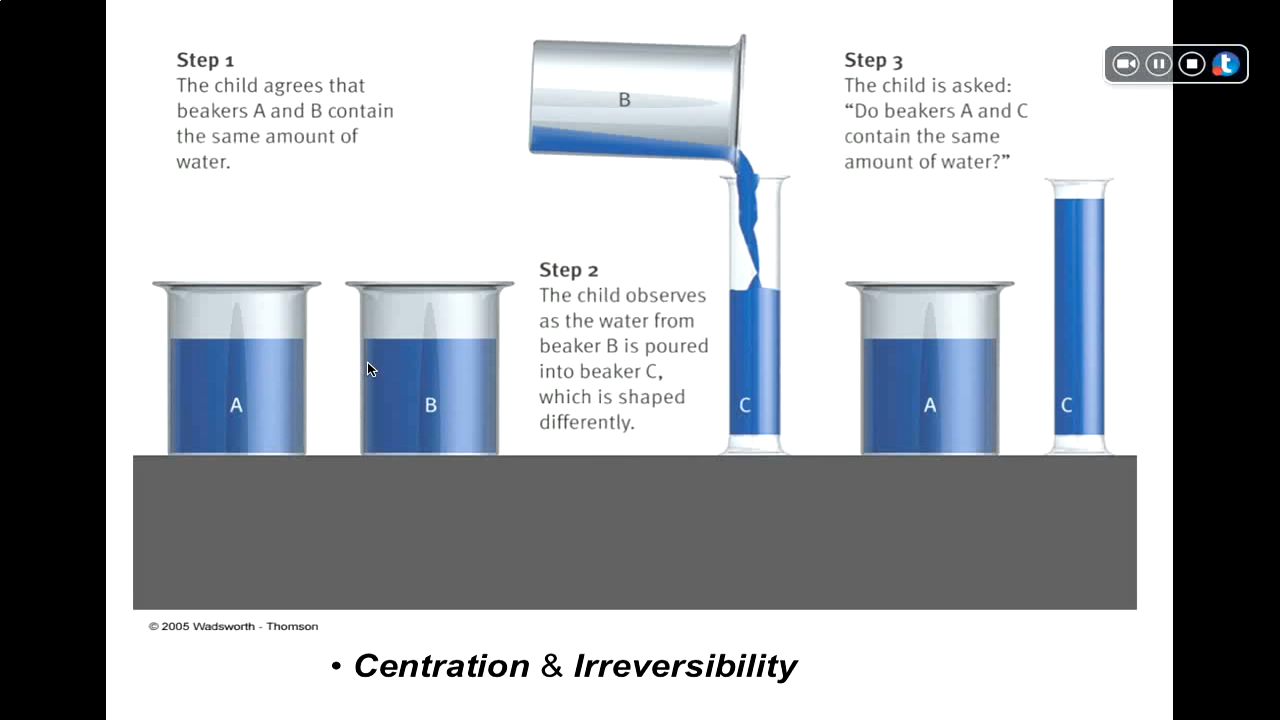 Step 1
The child agrees that
beakers A and B contain
the same amount of
water.
B
Step 3
The child is asked:
“Do beakers A and C
contain the same
amount of water?”
t
Step 2
The child observes
as the water from
beaker B is poured
into beaker C,
which is shaped
differently.
A
B
C
A
C
© 2005 Wadsworth - Thomson
• Centration & Irreversibility